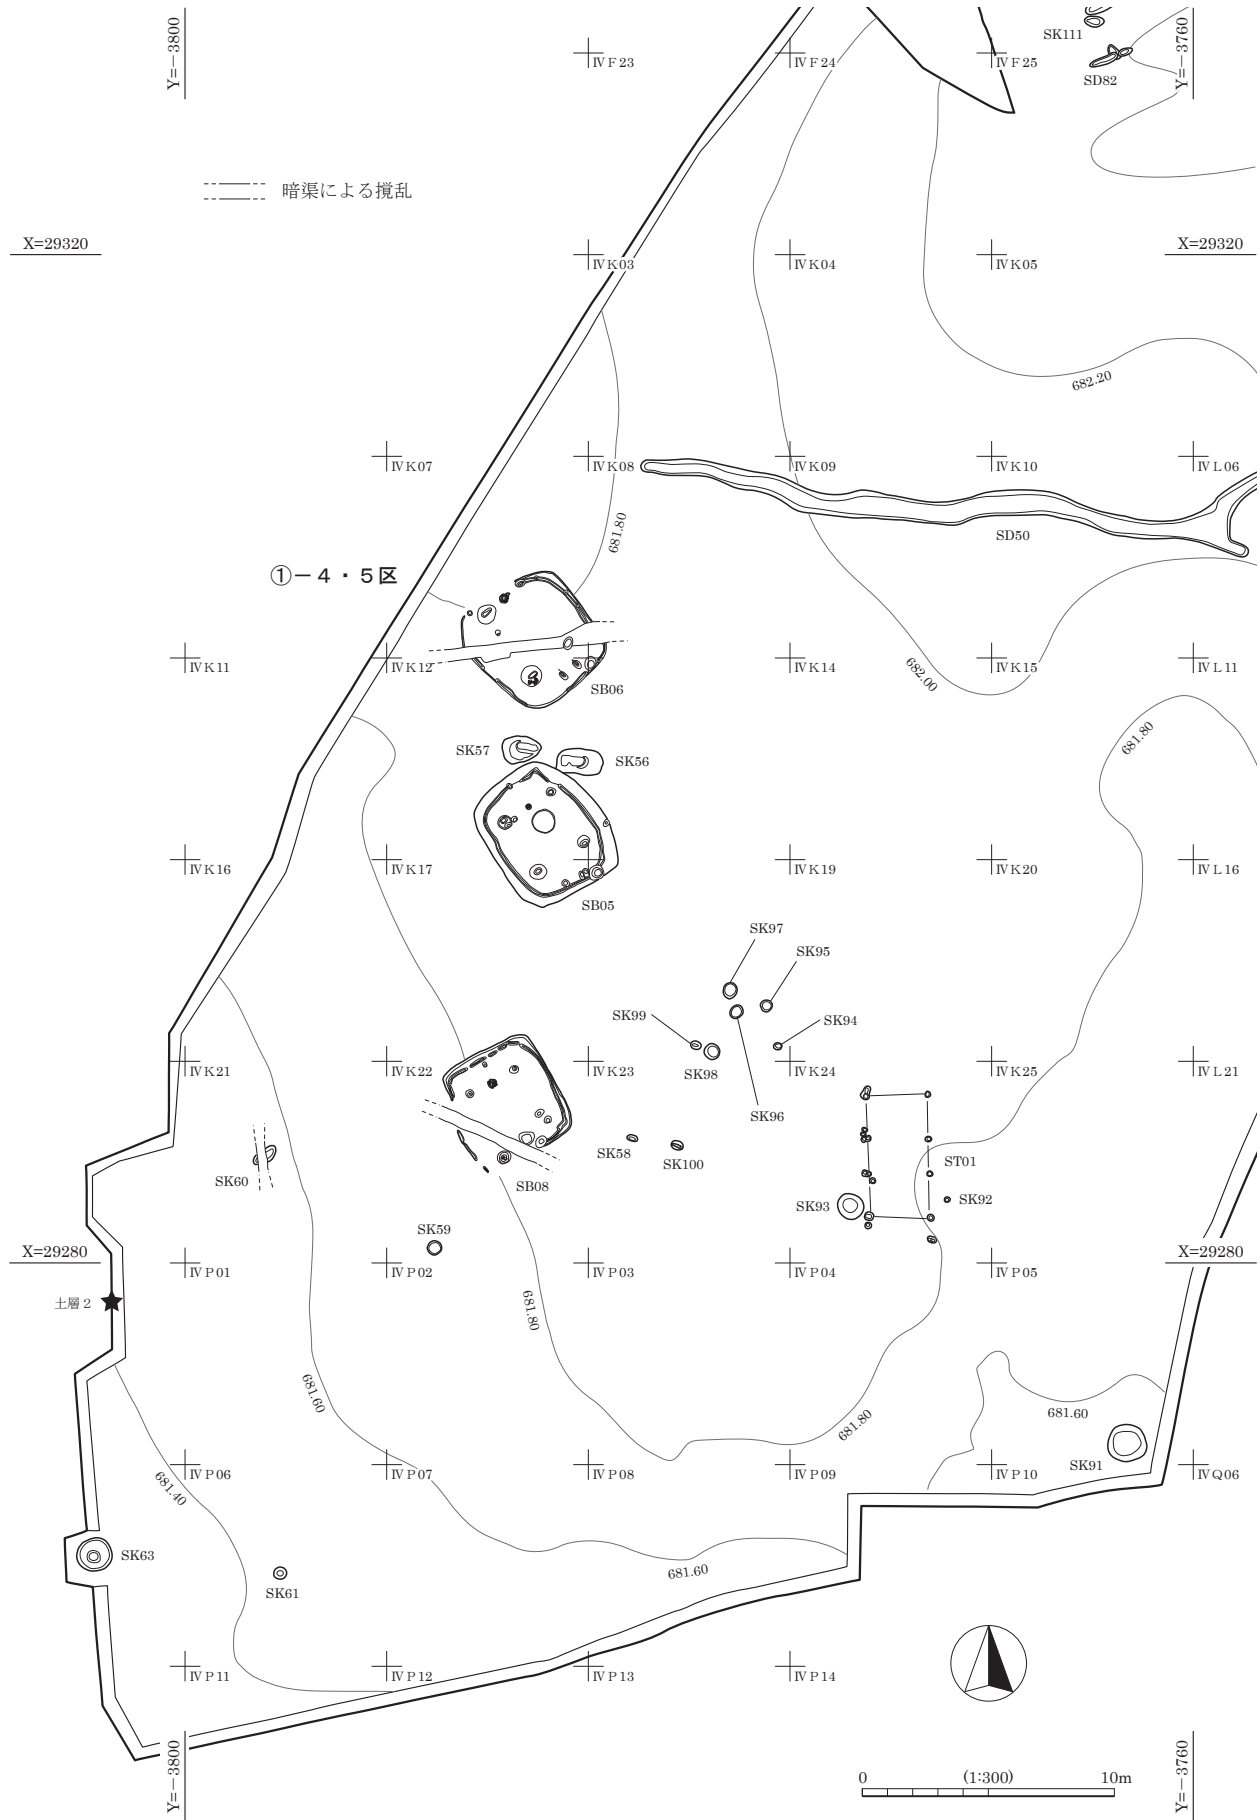 Y=－3800
SK111
Y=－3760
ⅣF23
ⅣF24
ⅣF25
SD82
暗渠による撹乱
X=29320
X=29320
ⅣK03
ⅣK04
ⅣK05
682.20
ⅣK07
ⅣK08
ⅣK09
ⅣK10
ⅣL06
681.80
SD50
①－4・5区
ⅣK11
ⅣK12
ⅣK14
ⅣK15
ⅣL11
682.00
SB06
681.80
SK57
SK56
ⅣK16
ⅣK17
ⅣK19
ⅣK20
ⅣL16
SB05
SK97
SK95
SK99
SK94
ⅣK21
ⅣK22
ⅣK23
SK98
ⅣK24
ⅣK25
ⅣL21
SK96
SK58
SK100
ST01
SK60
SB08
SK93
SK92
SK59
X=29280
X=29280
ⅣP01
ⅣP02
ⅣP03
ⅣP04
ⅣP05
土層2
681.80
681.60
681.80
681.60
ⅣP06
ⅣP07
ⅣP08
ⅣP09
ⅣP10
SK91
ⅣQ06
681.40
SK63
SK61
681.60
ⅣP11
ⅣP12
ⅣP13
ⅣP14
Y=－3800
Y=－3760
0 (1:300) 10m